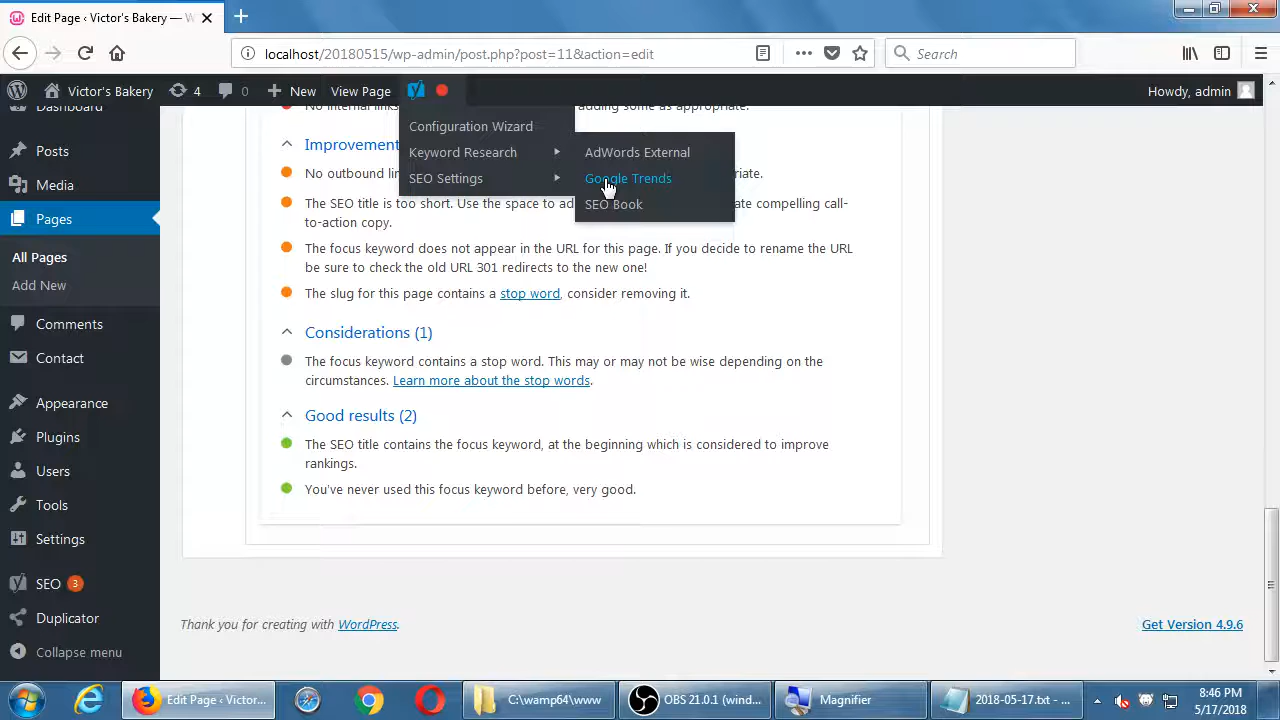 Edit Page ‹ Victor's Bakery — W
localhost/20180515/wp-admin/post.php?post=11&action=edit
Search
Victor's Bakery
4
0
New
View Page
Howdy, admin
Dashboard
Posts
Media
Pages
All Pages
Add New
Comments
Contact
Appearance
Plugins
Users
Tools
Settings
SEO 3
Duplicator
Collapse menu
Configuration Wizard
Keyword Research
SEO Settings
AdWords External
Google Trends
SEO Book
No internal links
adding some as appropriate.
Improvement
No outbound lin
riate.
The SEO title is too short. Use the space to ad
ate compelling call-
to-action copy.
The focus keyword does not appear in the URL for this page. If you decide to rename the URL
be sure to check the old URL 301 redirects to the new one!
The slug for this page contains a stop word, consider removing it.
Considerations (1)
The focus keyword contains a stop word. This may or may not be wise depending on the
circumstances. Learn more about the stop words.
Good results (2)
The SEO title contains the focus keyword, at the beginning which is considered to improve
rankings.
You've never used this focus keyword before, very good.
Thank you for creating with WordPress.
Get Version 4.9.6
Edit Page ‹ Victor...
C:\wamp64\www
OBS 21.0.1 (wind...
Magnifier
2018-05-17.txt - ...
8:46 PM
5/17/2018